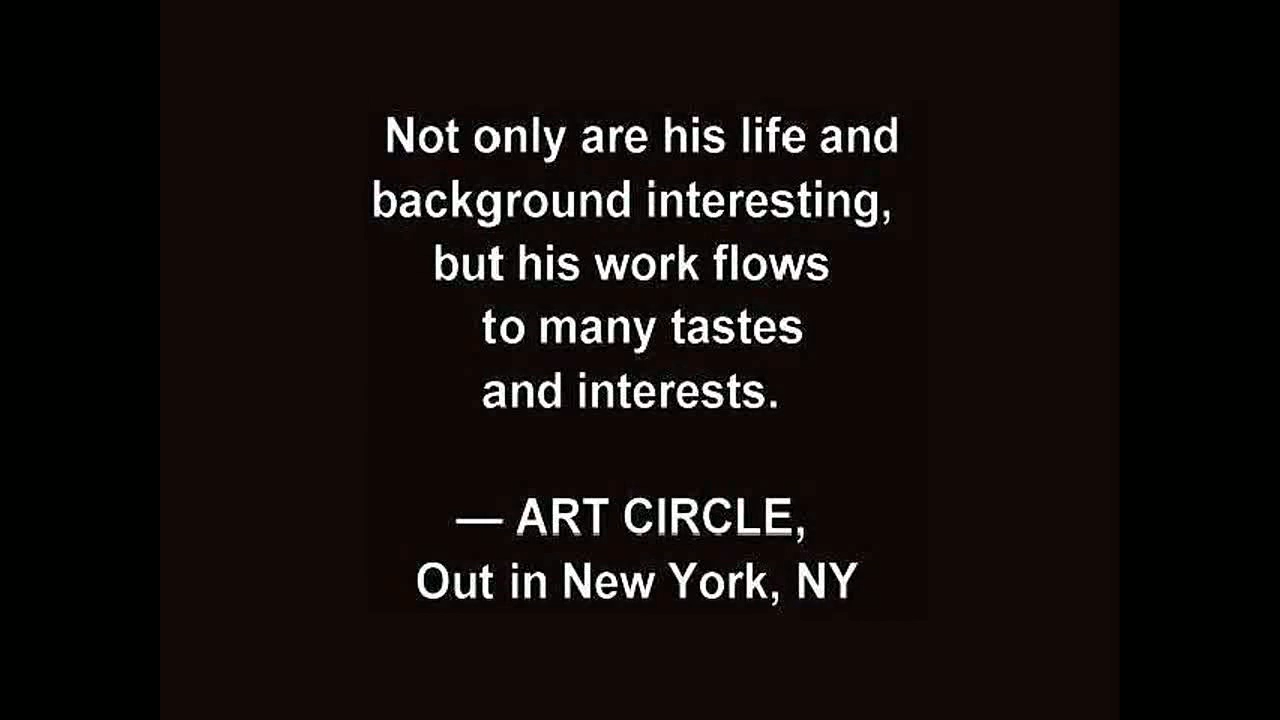 Not only are his life and
background interesting,
but his work flows
to many tastes
and interests.
— ART CIRCLE,
Out in New York, NY